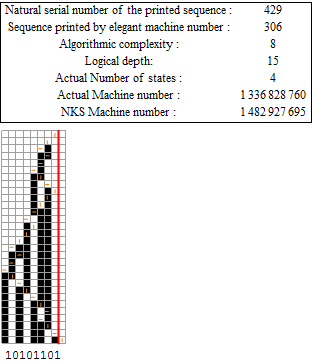 Natural serial number of the printed sequence : 429
Sequence printed by elegant machine number : 306
Algorithmic complexity : 8
Logical depth: 15
Actual Number of states : 4
Actual Machine number : 1 336 828 760
NKS Machine number : 1 482 927 695
10101101